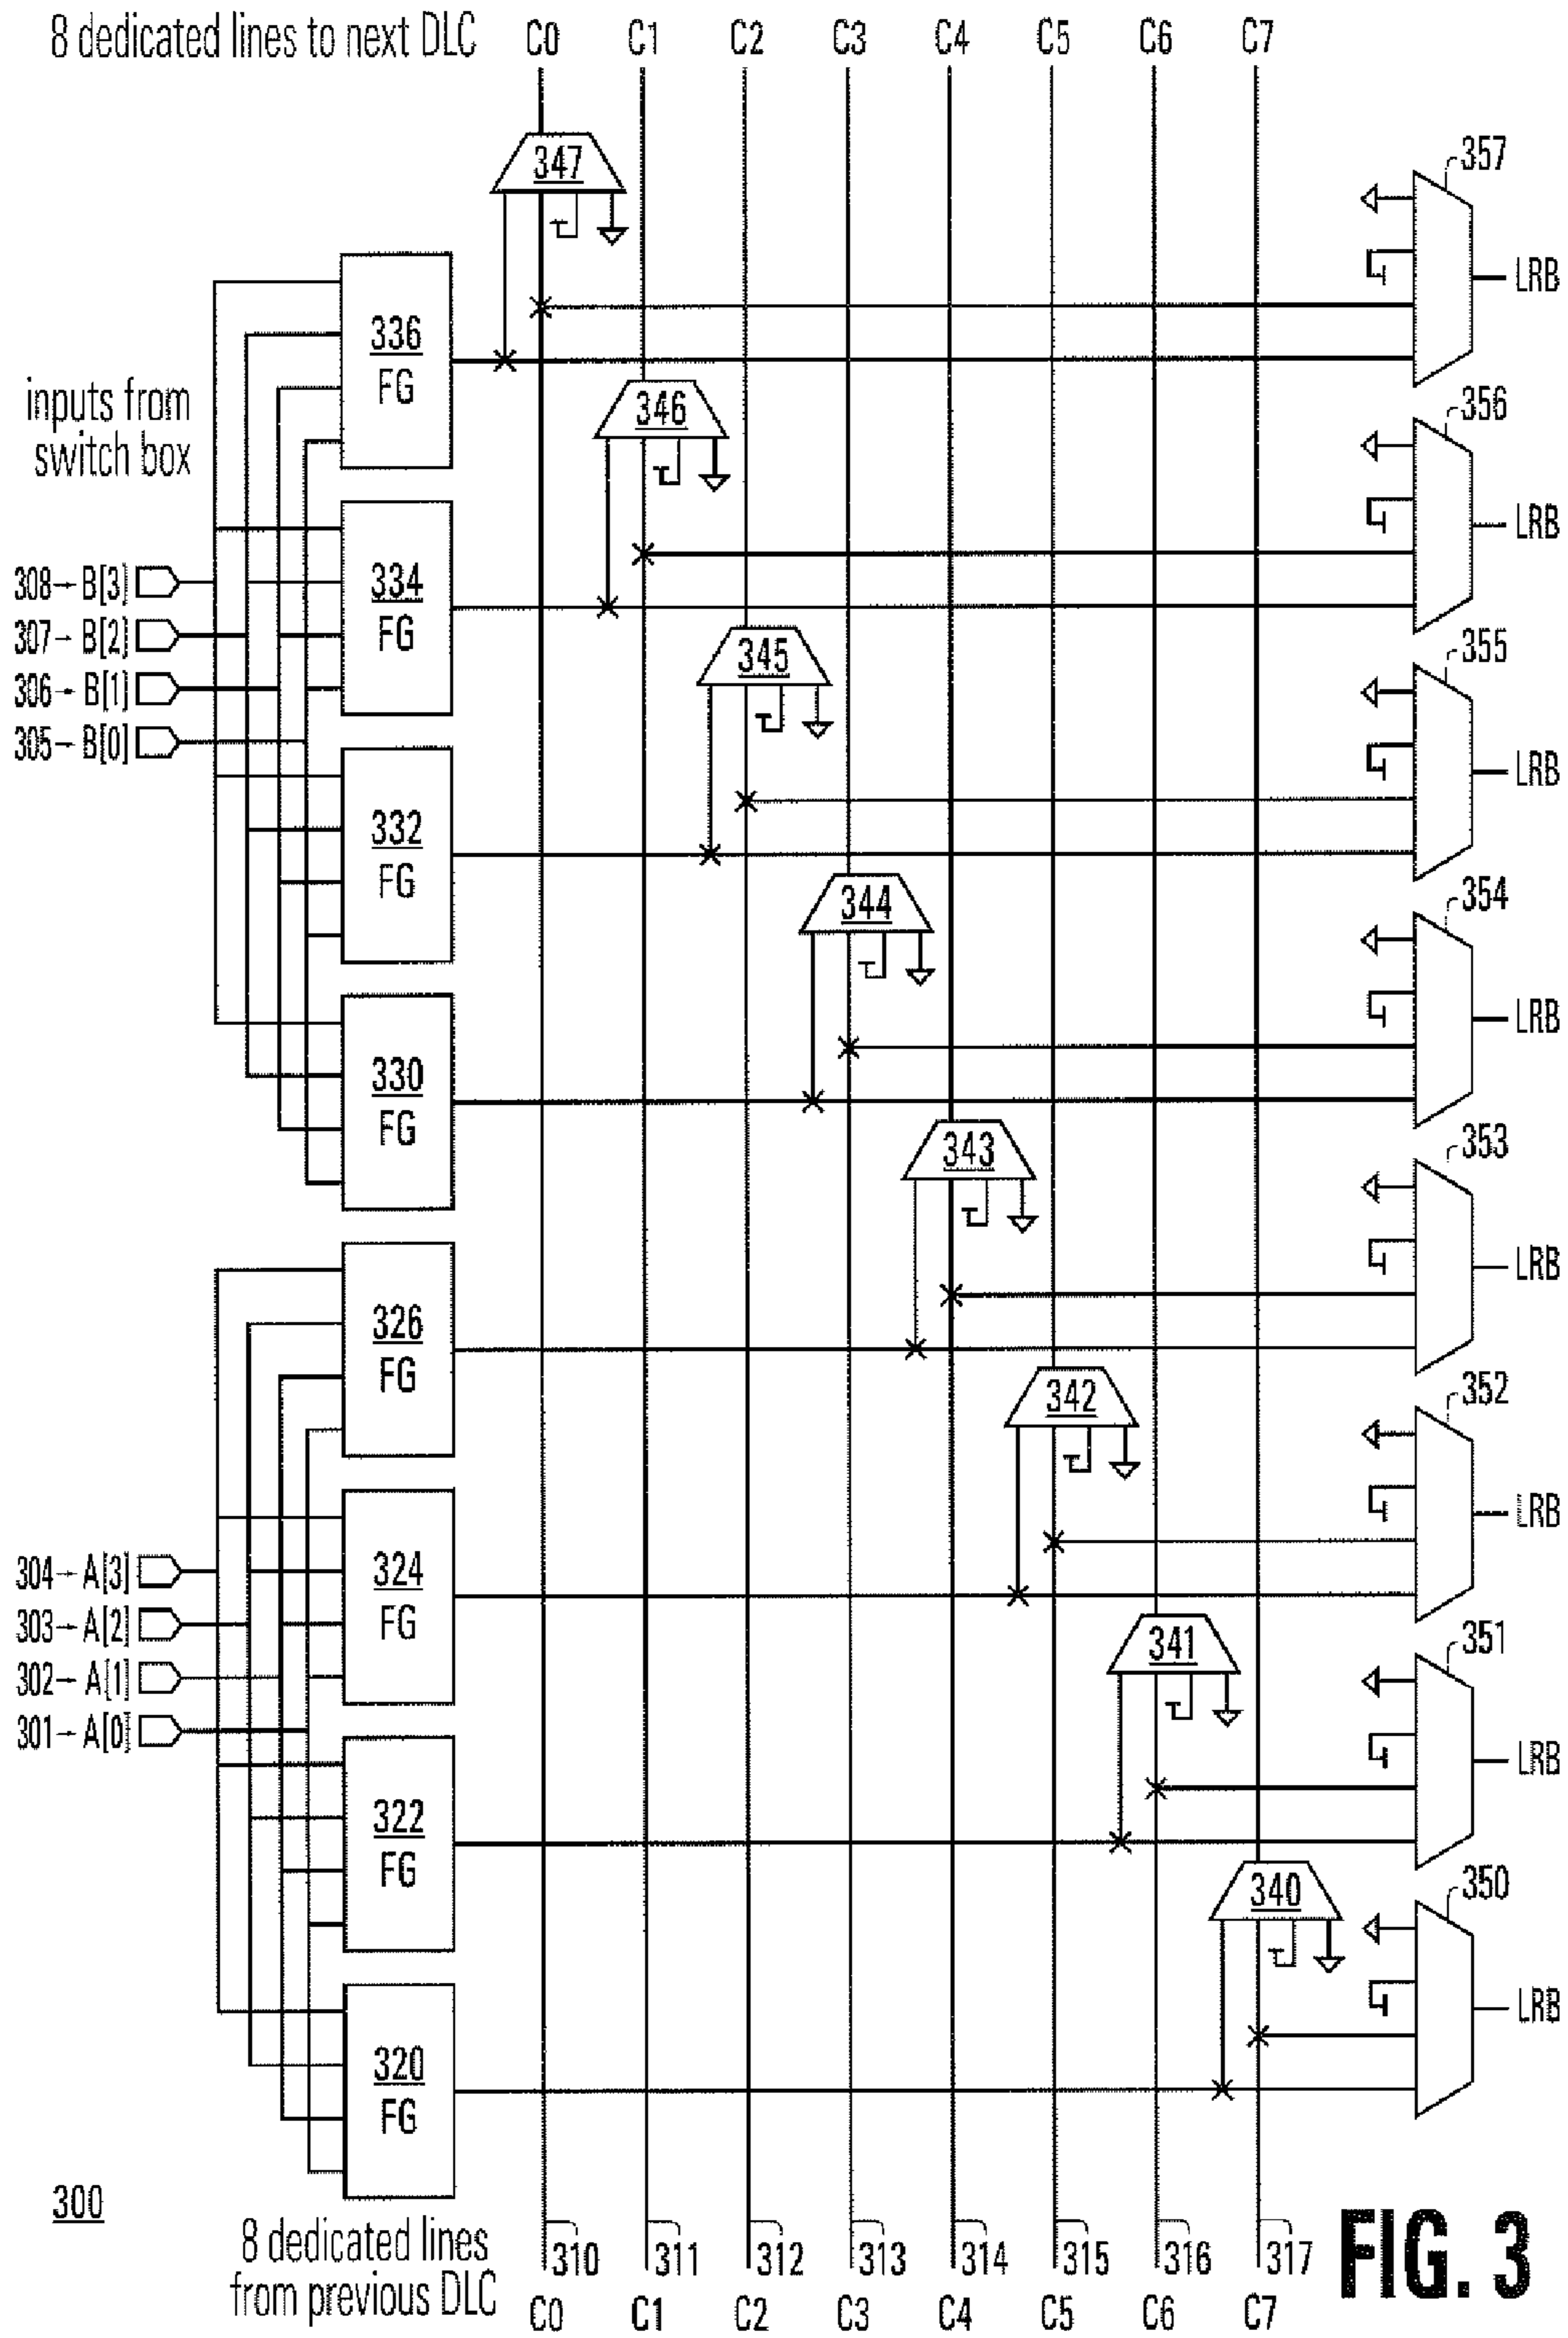 8 dedicated lines to next DLC
C0 C1 C2 C3 C4 C5 C6 C7
347
357
LRB
336
FG
inputs from
switch box
346
356
LRB
334
FG
308→ B[3]
307→ B[2]
306→ B[1]
305→ B[0]
345
355
LRB
332
FG
344
354
LRB
330
FG
343
353
LRB
326
FG
342
352
LRB
324
FG
304→ A[3]
303→ A[2]
302→ A[1]
301→ A[0]
341
351
LRB
322
FG
340
350
LRB
320
FG
300
8 dedicated lines
from previous DLC
310 311 312 313 314 315 316 317
C0 C1 C2 C3 C4 C5 C6 C7
FIG. 3